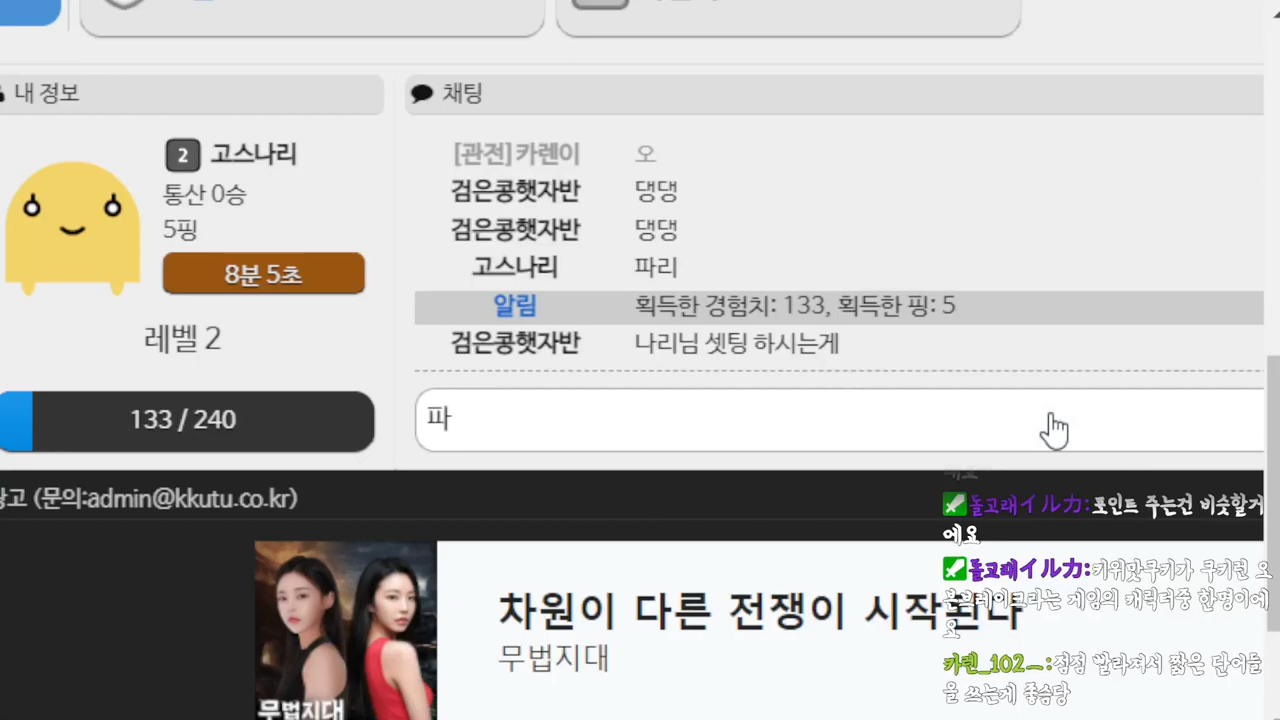 내 정보
채팅
2 고스나리
통산 0승
5핑
8분 5초
레벨 2
133 / 240
[관전] 카렌이 오
검은콩햇자반 댕댕
검은콩햇자반 댕댕
고스나리 파리
알림 획득한 경험치: 133, 획득한 핑: 5
검은콩햇자반 나리님 셋팅 하시는게
파
광고 (문의:admin@kkutu.co.kr)
차원이 다른 전쟁이 시작된다
무법지대
무법지대
돌고래イルカ: 포인트 주는건 비슷할거
에요
돌고래イルカ: 키위맛쿠키가 쿠키런 오
븐브레이크라는 게임의 캐릭터중 한명이에
요
카렌_102ㅡ: 점점 빨라져서 짧은 단어들
을 쓰는게 좋습당